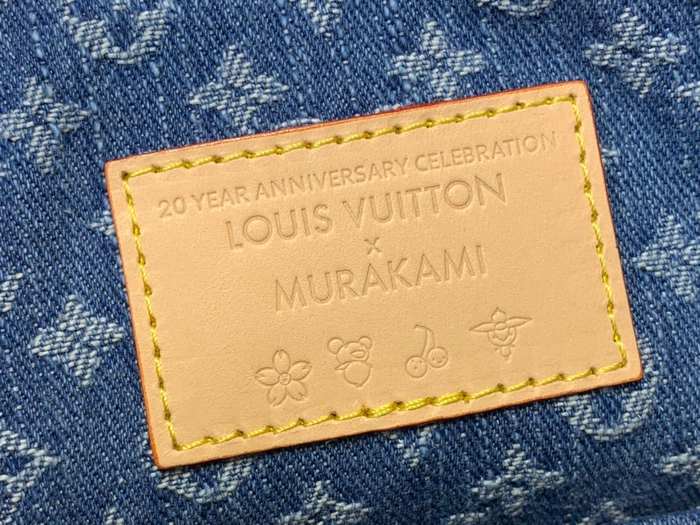 20 YEAR ANNIVERSARY CELEBRATION
LOUIS VUITTON
x
MURAKAMI